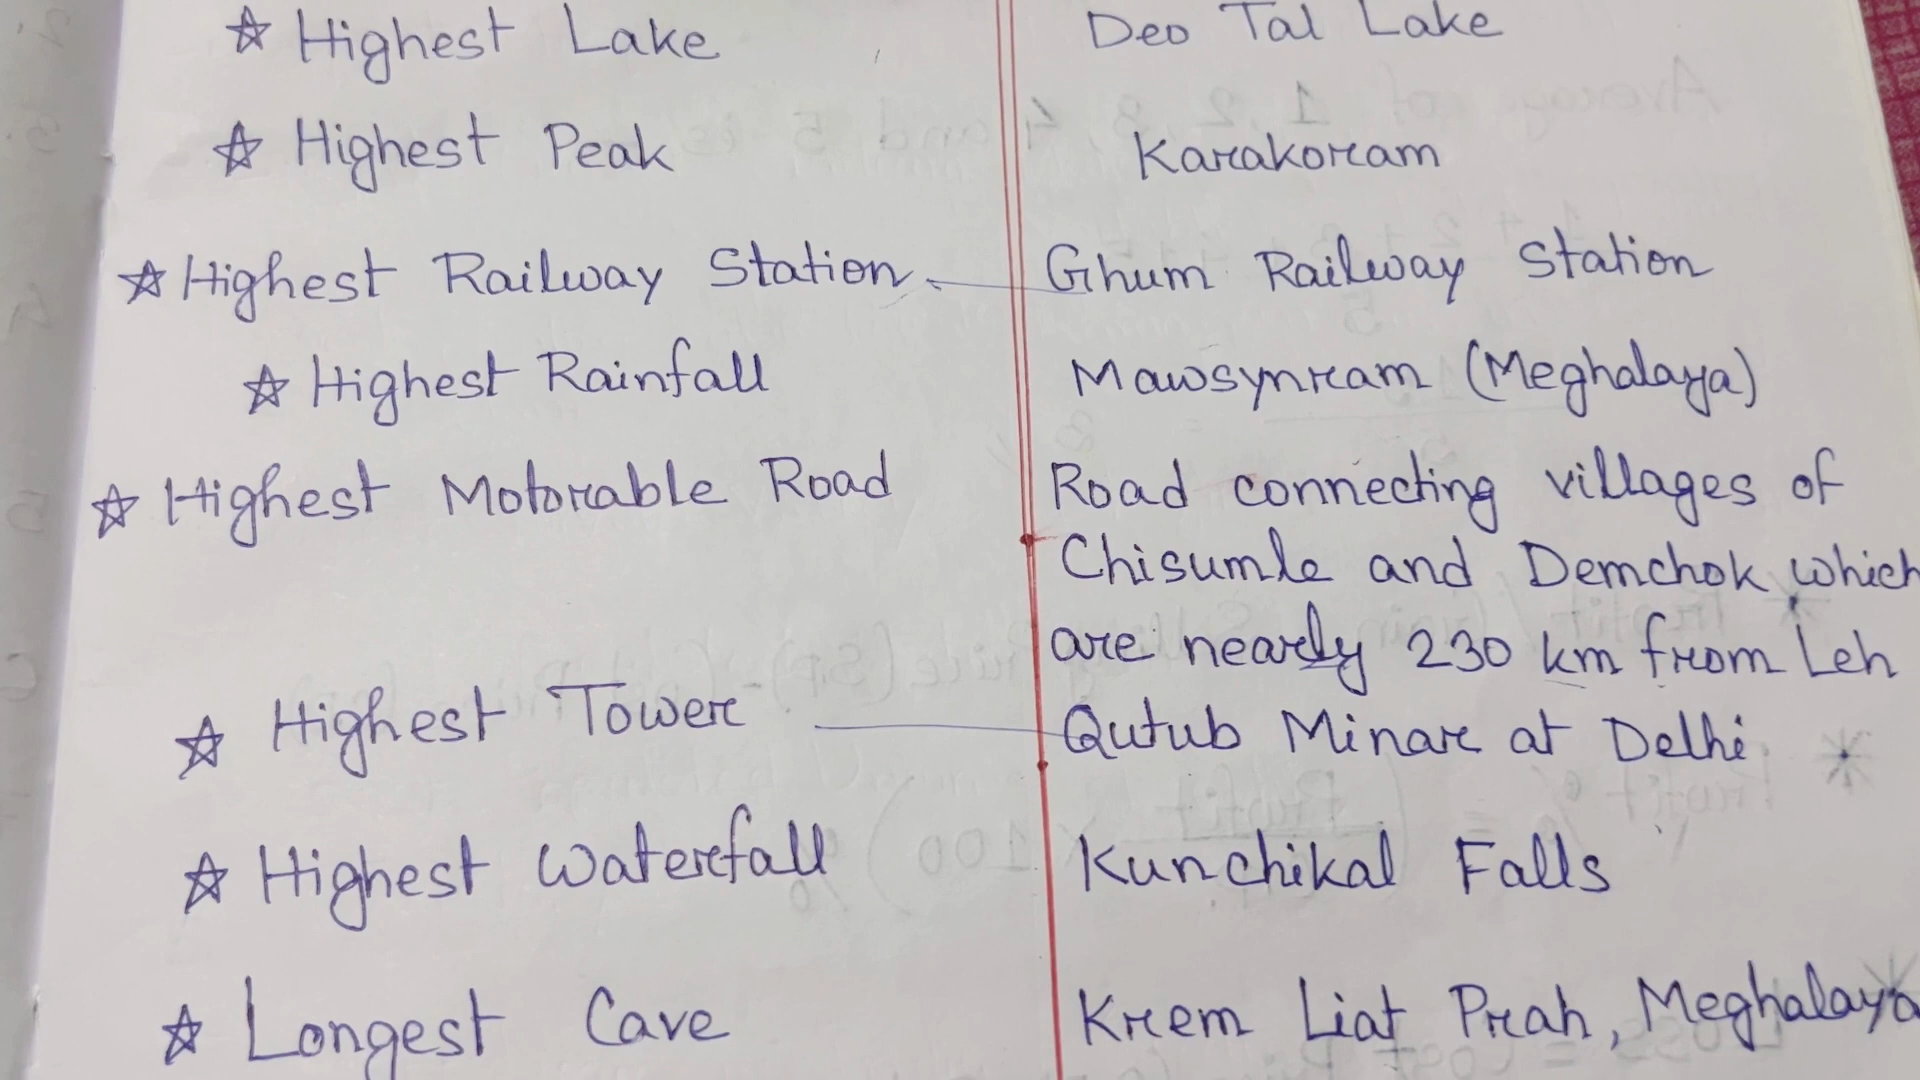 ☆ Highest Lake Deo Tal Lake
☆ Highest Peak Karakoram
☆ Highest Railway Station Ghum Railway Station
☆ Highest Rainfall Mawsynram (Meghalaya)
☆ Highest Motorable Road Road connecting villages of
Chisumle and Demchok which
are nearly 230 km from Leh
☆ Highest Tower Qutub Minar at Delhi
☆ Highest Waterfall Kunchikal Falls
☆ Longest Cave Krem Liat Prah, Meghalaya